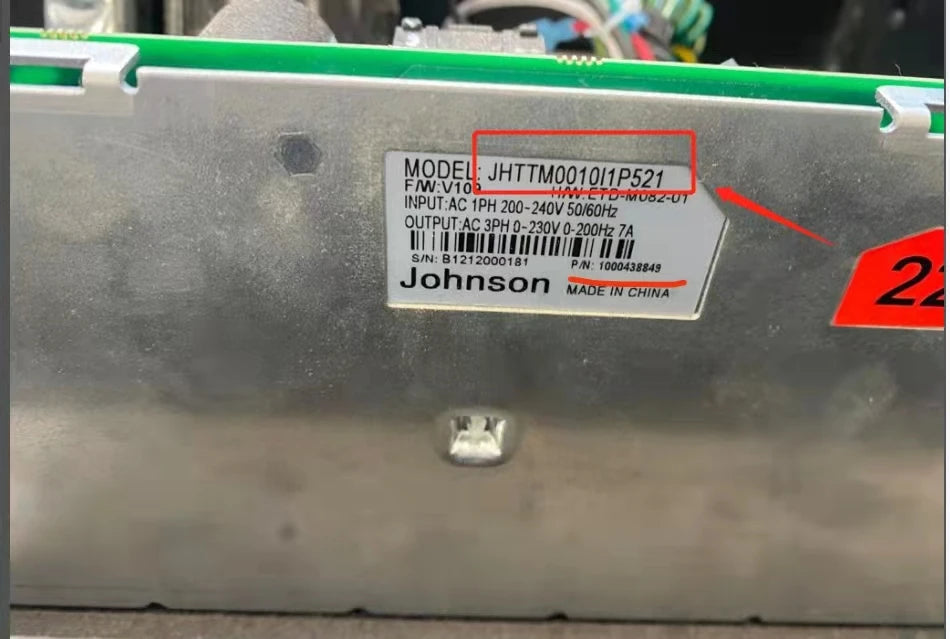 MODEL: JHTTM0010I1P521
F/W:V109 H/W:ETD-M082-01
INPUT:AC 1PH 200~240V 50/60Hz
OUTPUT:AC 3PH 0~230V 0-200Hz 7A
S/N: B1212000181 P/N: 1000438849
Johnson MADE IN CHINA
22